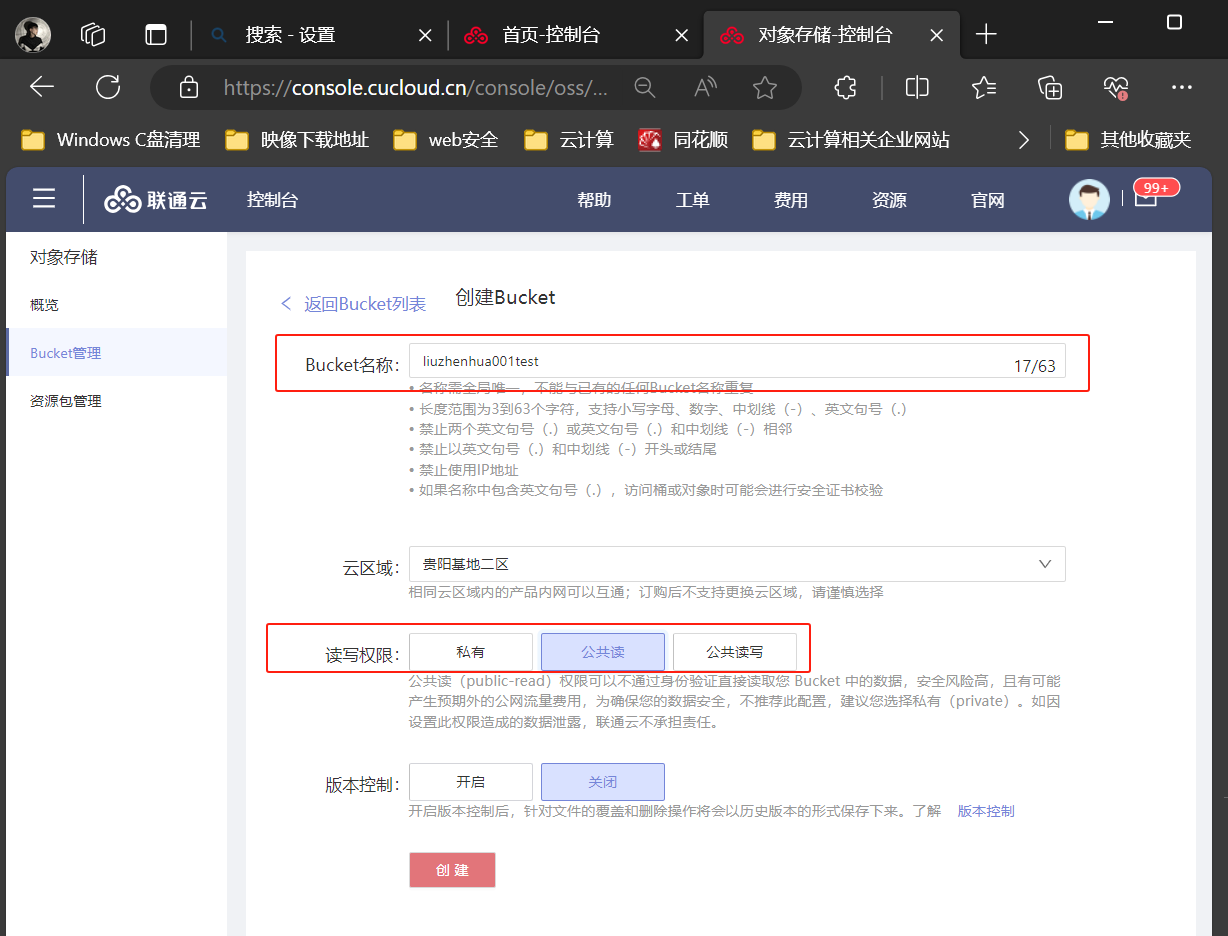 搜索 - 设置
首页-控制台
对象存储-控制台
https://console.cucloud.cn/console/oss/...
Windows C盘清理
映像下载地址
web安全
云计算
同花顺
云计算相关企业网站
其他收藏夹
联通云
控制台
帮助
工单
费用
资源
官网
99+
对象存储
概览
Bucket管理
资源包管理
返回Bucket列表
创建Bucket
Bucket名称:
liuzhenhua001test
17/63
• 名称需全局唯一，不能与已有的任何Bucket名称重复
• 长度范围为3到63个字符，支持小写字母、数字、中划线（-）、英文句号（.）
• 禁止两个英文句号（.）或英文句号（.）和中划线（-）相邻
• 禁止以英文句号（.）和中划线（-）开头或结尾
• 禁止使用IP地址
• 如果名称中包含英文句号（.），访问桶或对象时可能会进行安全证书校验
云区域:
贵阳基地二区
相同云区域内的产品内网可以互通；订购后不支持更换云区域，请谨慎选择
读写权限:
私有
公共读
公共读写
公共读（public-read）权限可以不通过身份验证直接读取您 Bucket 中的数据，安全风险高，且有可能
产生预期外的公网流量费用，为确保您的数据安全，不推荐此配置，建议您选择私有（private）。如因
设置此权限造成的数据泄露，联通云不承担责任。
版本控制:
开启
关闭
开启版本控制后，针对文件的覆盖和删除操作将会以历史版本的形式保存下来。了解 版本控制
创 建